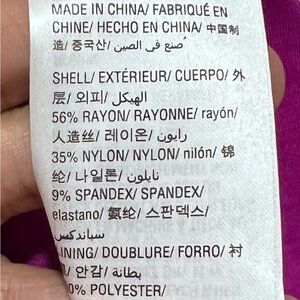 MADE IN CHINA/ FABRIQUÉ EN
CHINE/ HECHO EN CHINA/ 中国制
造/ 중국산/ صنع في الصين/
SHELL/ EXTÉRIEUR/ CUERPO/ 外
层/ 외피/ الهيكل/
56% RAYON/ RAYONNE/ rayón/
人造丝/ 레이온/ رايون/
35% NYLON/ NYLON/ nilón/ 锦
纶/ 나일론/ نايلون/
9% SPANDEX/ SPANDEX/
elastano/ 氨纶/ 스판덱스/
سباندكس/
INING/ DOUBLURE/ FORRO/ 衬
안감/ بطانة/
0% POLYESTER/